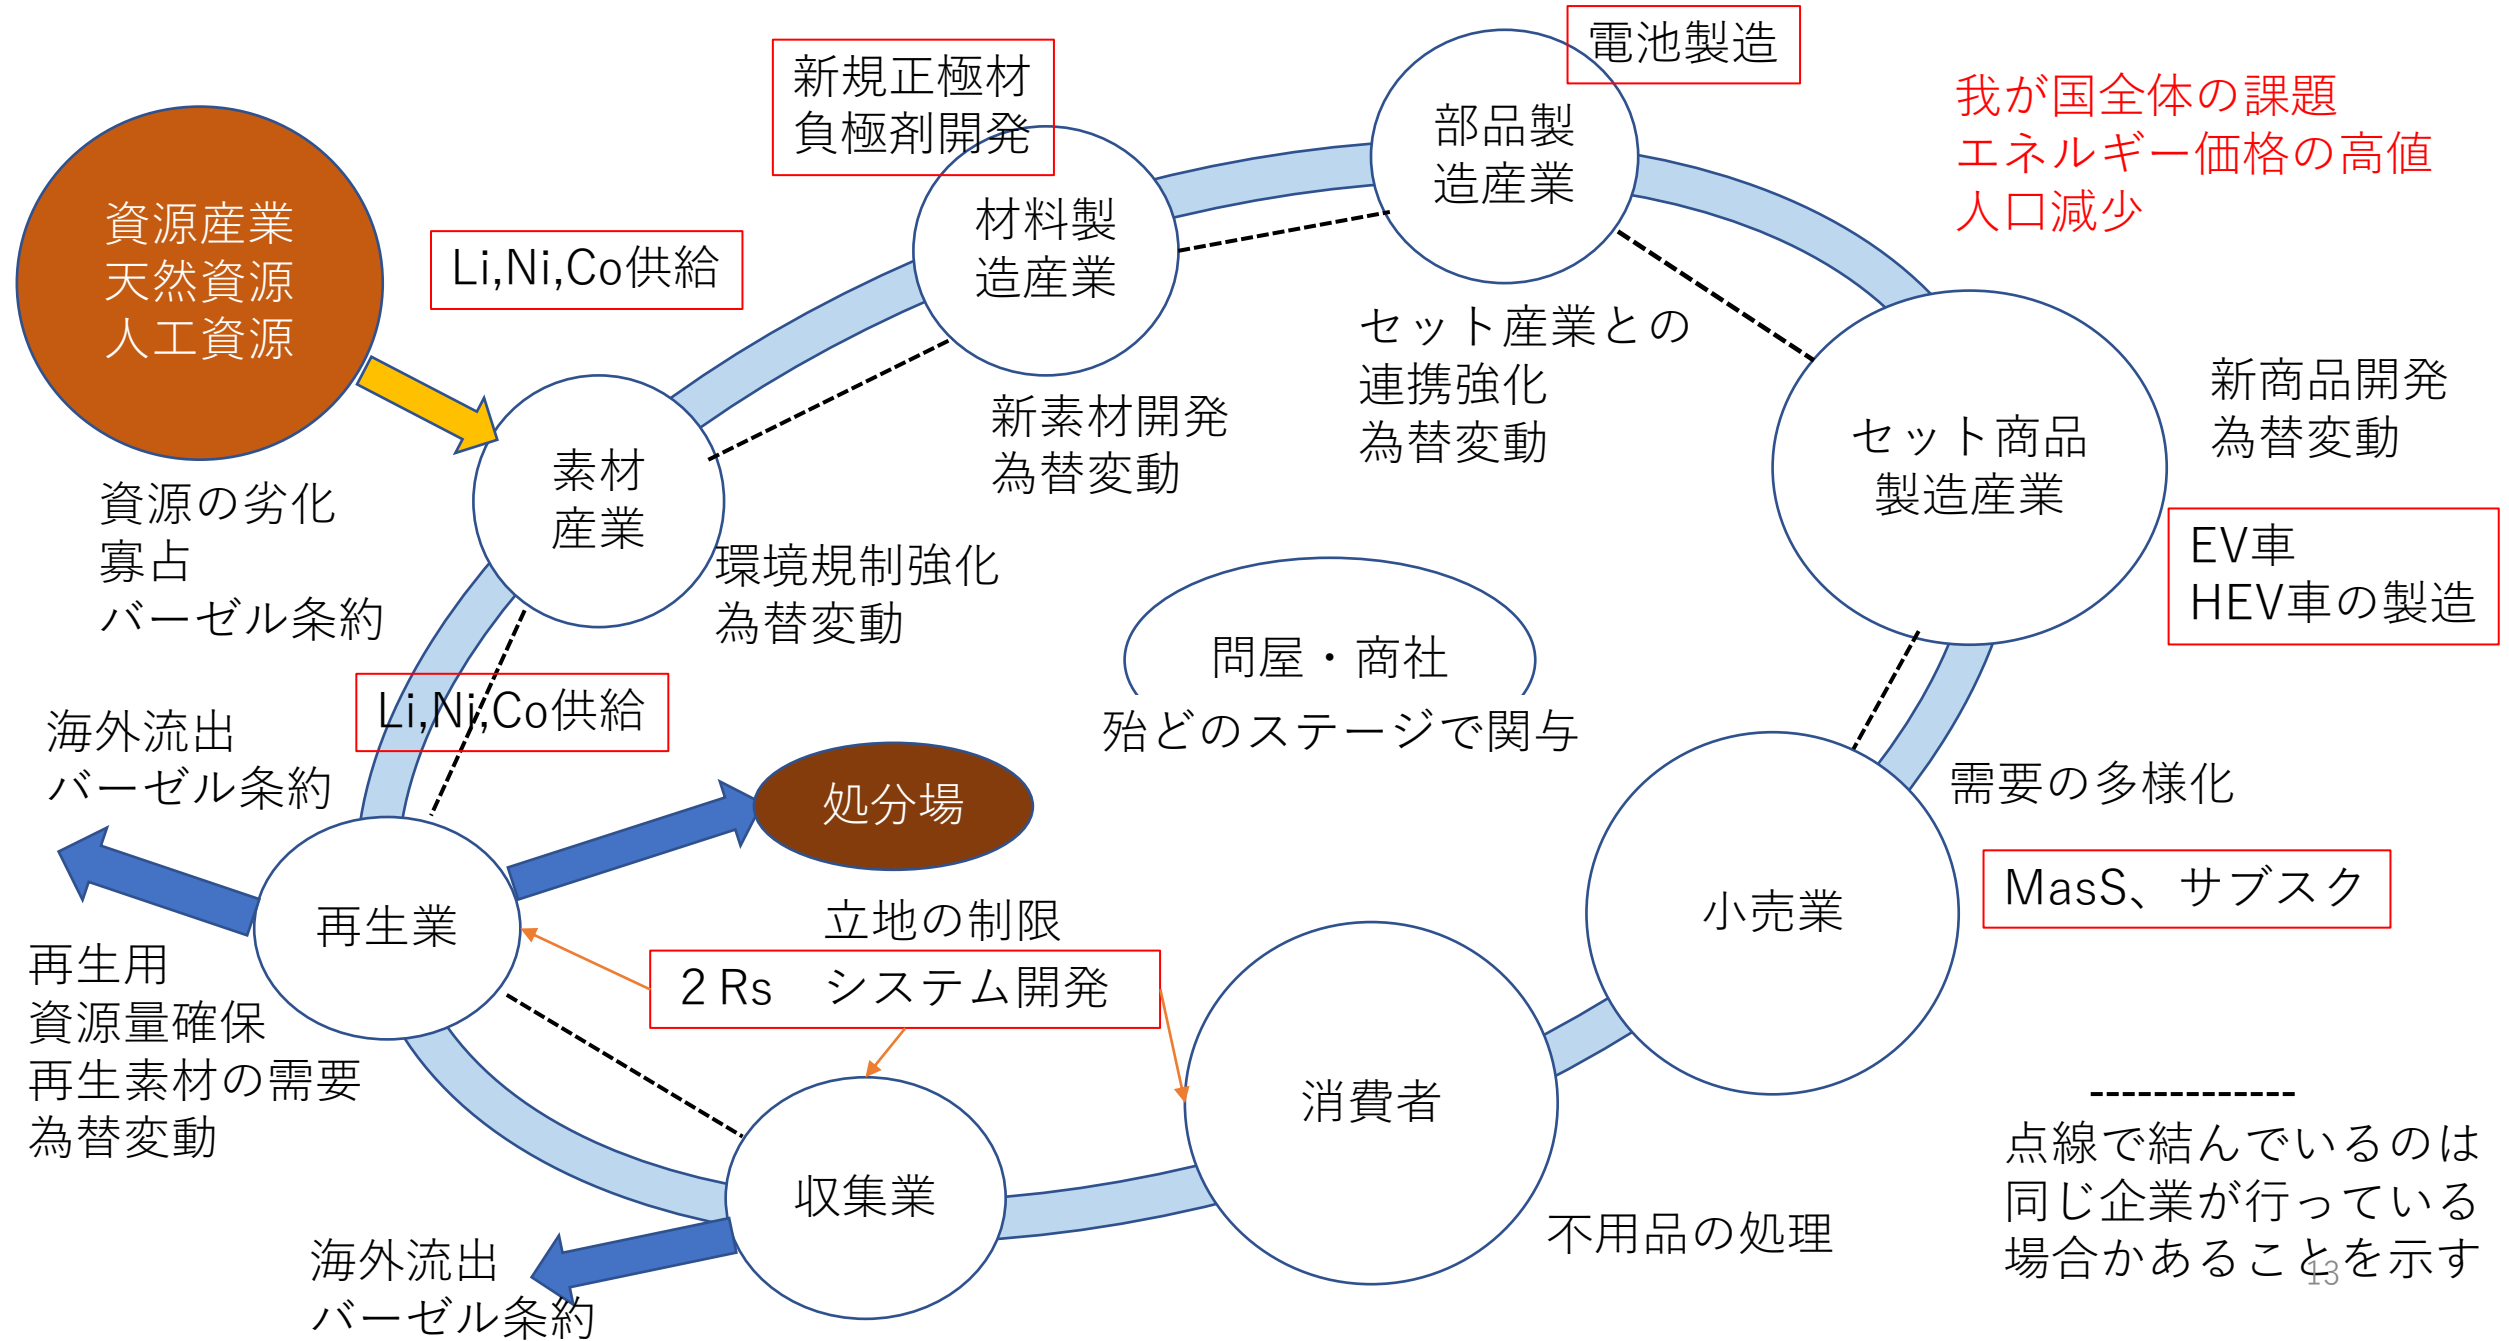 電池製造
新規正極材
負極剤開発
我が国全体の課題
エネルギー価格の高値
人口減少
部品製
造産業
資源産業
天然資源
人工資源
材料製
造産業
Li,Ni,Co供給
セット産業との
連携強化
為替変動
新商品開発
為替変動
新素材開発
為替変動
セット商品
製造産業
素材
産業
資源の劣化
寡占
バーゼル条約
環境規制強化
為替変動
EV車
HEV車の製造
問屋・商社
殆どのステージで関与
Li,Ni,Co供給
海外流出
バーゼル条約
処分場
需要の多様化
MasS、サブスク
小売業
再生業
立地の制限
２Rs　システム開発
再生用
資源量確保
再生素材の需要
為替変動
消費者
収集業
不用品の処理
海外流出
バーゼル条約
点線で結んでいるのは
同じ企業が行っている
場合かあることを示す
13